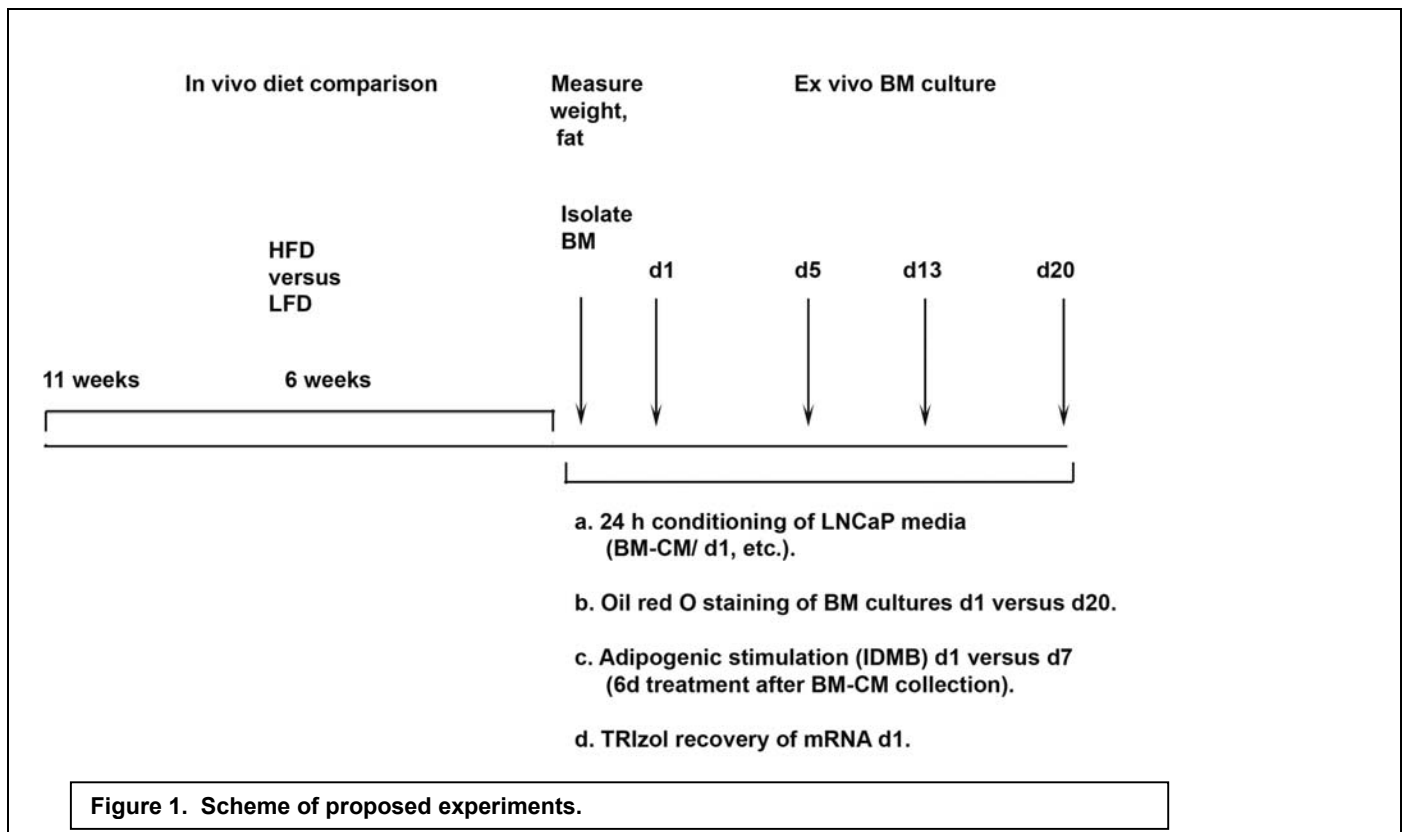 In vivo diet comparison
Measure
weight,
fat
Ex vivo BM culture
Isolate
BM
HFD
versus
LFD
d1
d5
d13
d20
11 weeks
6 weeks
a. 24 h conditioning of LNCaP media
(BM-CM/ d1, etc.).
b. Oil red O staining of BM cultures d1 versus d20.
c. Adipogenic stimulation (IDMB) d1 versus d7
(6d treatment after BM-CM collection).
d. TRIzol recovery of mRNA d1.
Figure 1. Scheme of proposed experiments.